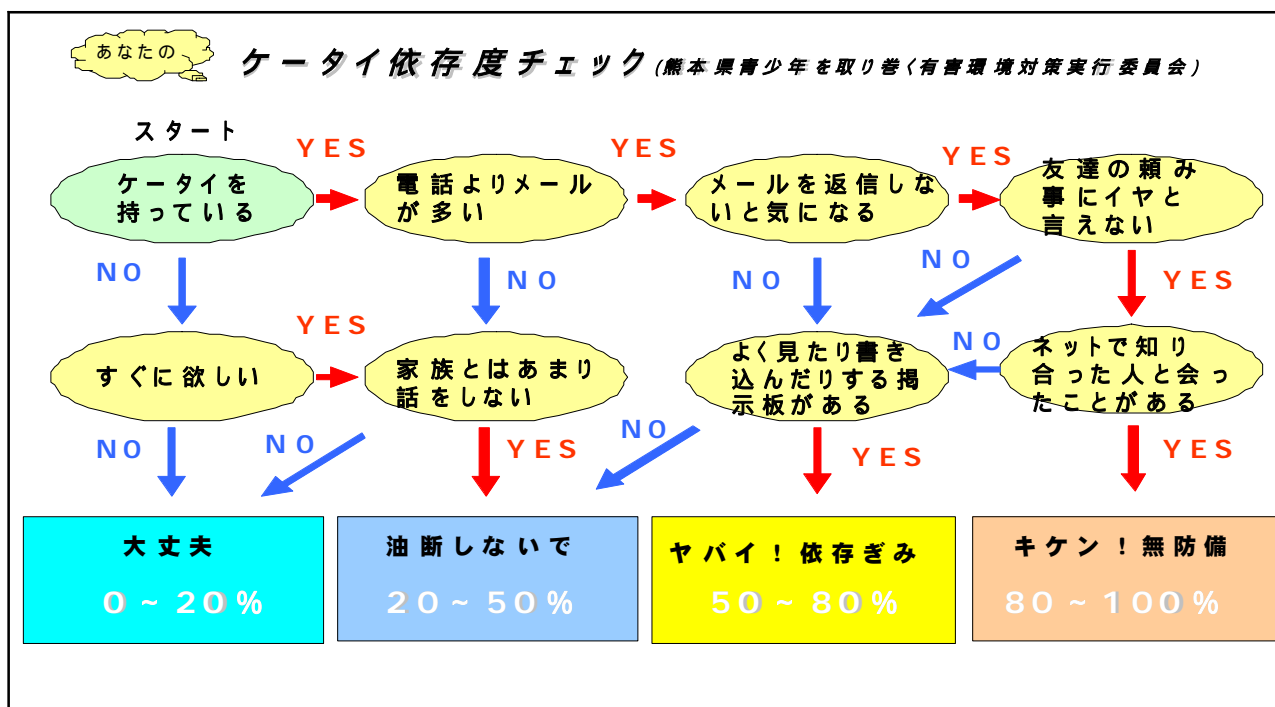 あなたの
ケータイ依存度チェック(熊本県青少年を取り巻く有害環境対策実行委員会)
スタート
YES
YES
YES
ケータイを
持っている
電話よりメール
が多い
メールを返信しな
いと気になる
友達の頼み
事にイヤと
言えない
NO
NO
NO
NO
YES
YES
すぐに欲しい
家族とはあまり
話をしない
よく見たり書き
込んだりする掲
示板がある
NO
ネットで知り
合った人と会っ
たことがある
NO
NO
YES
NO
YES
YES
大丈夫
0~20%
油断しないで
20~50%
ヤバイ!依存ぎみ
50~80%
キケン!無防備
80~100%